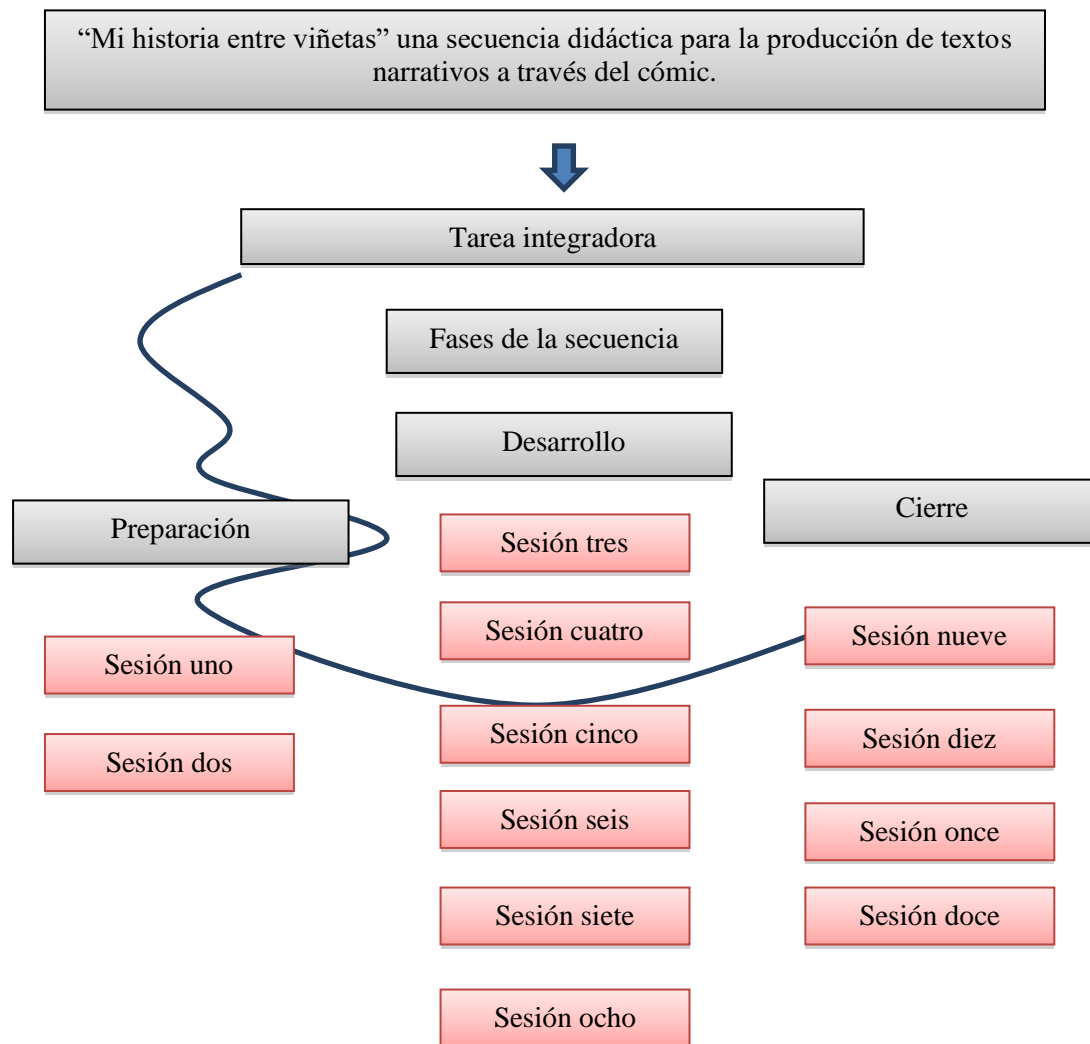 “Mi historia entre viñetas” una secuencia didáctica para la producción de textos
narrativos a través del cómic.
Tarea integradora
Fases de la secuencia
Preparación
Sesión uno
Sesión dos
Desarrollo
Sesión tres
Sesión cuatro
Sesión cinco
Sesión seis
Sesión siete
Sesión ocho
Cierre
Sesión nueve
Sesión diez
Sesión once
Sesión doce